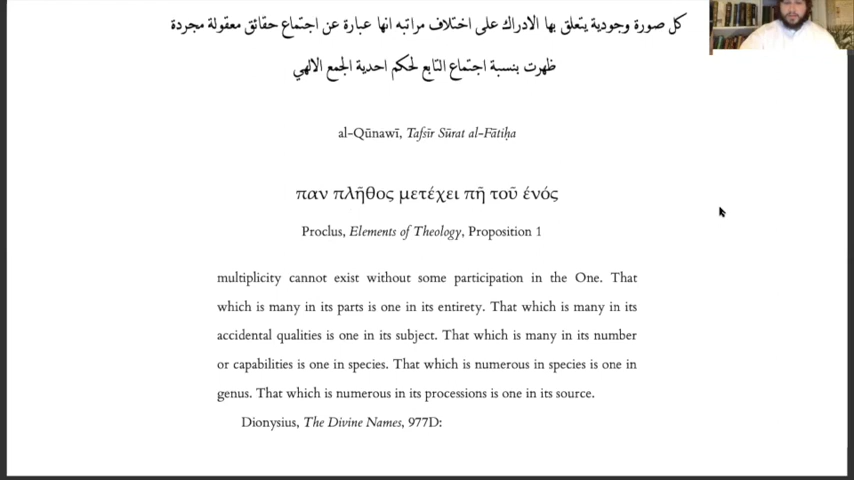 كل صورة وجودية يتعلق بها الادراك على اختلاف مراتبه انها عبارة عن اجتماع حقائق معقولة مجردة
ظهرت بنسبة اجتماع التابع لحكم احدية الجمع الالهي
al-Qūnawī, Tafsīr Sūrat al-Fātiḥa
παν πλῆθος μετέχει πῆ τοῦ ένός
Proclus, Elements of Theology, Proposition 1
multiplicity cannot exist without some participation in the One. That
which is many in its parts is one in its entirety. That which is many in its
accidental qualities is one in its subject. That which is many in its number
or capabilities is one in species. That which is numerous in species is one in
genus. That which is numerous in its processions is one in its source.
Dionysius, The Divine Names, 977D: